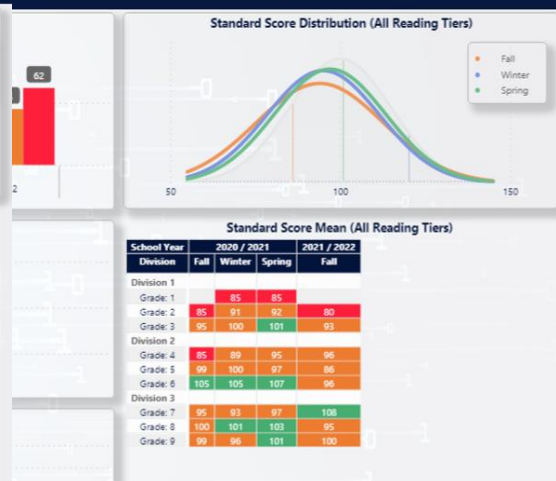 Standard Score Distribution (All Reading Tiers)
Fall
Winter
Spring
62
2
50 100 150
Standard Score Mean (All Reading Tiers)
School Year 2020 / 2021 2021 / 2022
Division Fall Winter Spring Fall
Division 1
Grade: 1 85 85
Grade: 2 85 91 92 80
Grade: 3 95 100 101 93
Division 2
Grade: 4 85 89 95 96
Grade: 5 99 100 97 86
Grade: 6 105 105 107 96
Division 3
Grade: 7 95 93 97 108
Grade: 8 100 101 103 95
Grade: 9 99 96 101 100